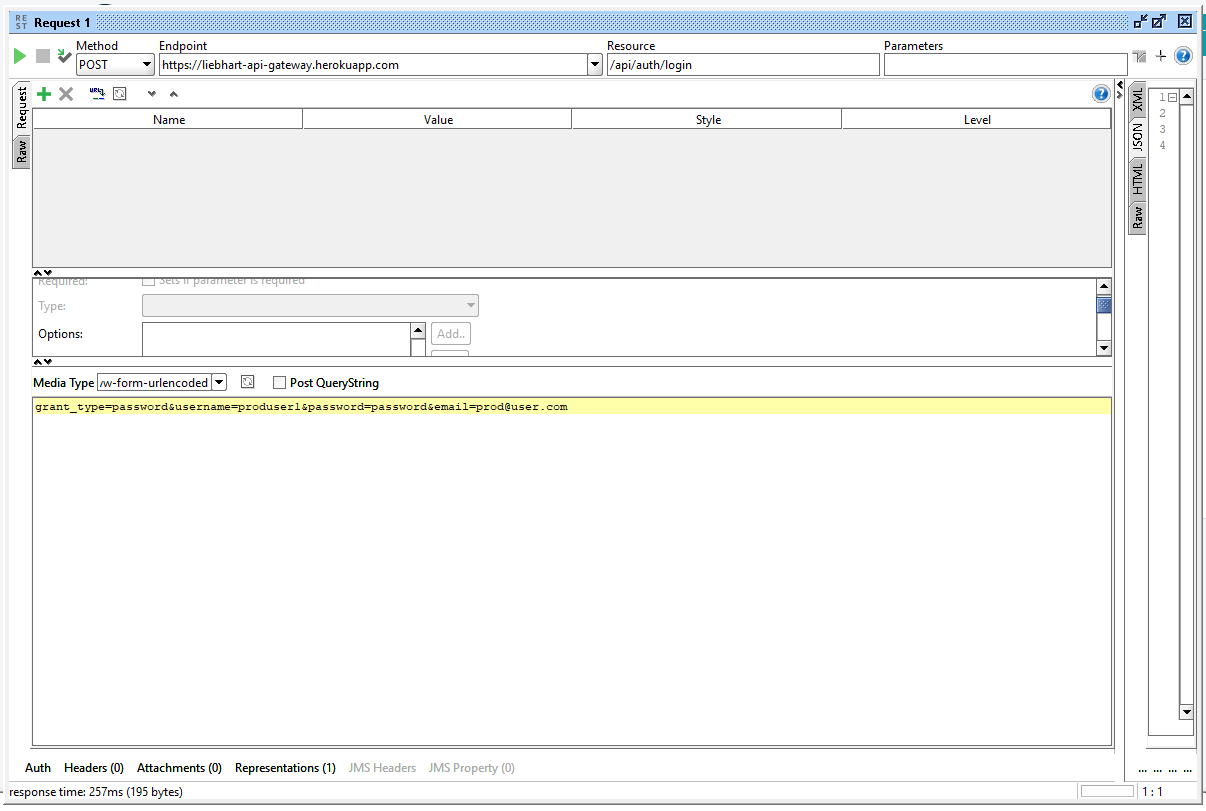 RE
ST
Request 1
Method
Endpoint
Resource
Parameters
POST
https://liebhart-api-gateway.herokuapp.com
/api/auth/login
Request
Raw
Name
Value
Style
Level
XML
JSON
HTML
Raw
1
2
3
4
Required:
Sets if parameter is required
Type:
Options:
Add..
Media Type
/w-form-urlencoded
Post QueryString
grant_type=password&username=produser1&password=password&email=prod@user.com
Auth
Headers (0)
Attachments (0)
Representations (1)
JMS Headers
JMS Property (0)
... ... ... ...
response time: 257ms (195 bytes)
1 : 1